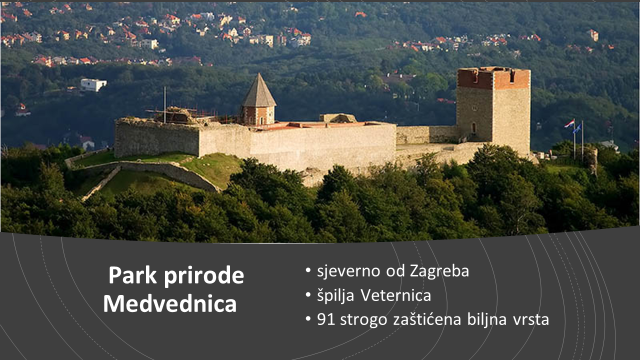 Park prirode
Medvednica
• sjeverno od Zagreba
• špilja Veternica
• 91 strogo zaštićena biljna vrsta